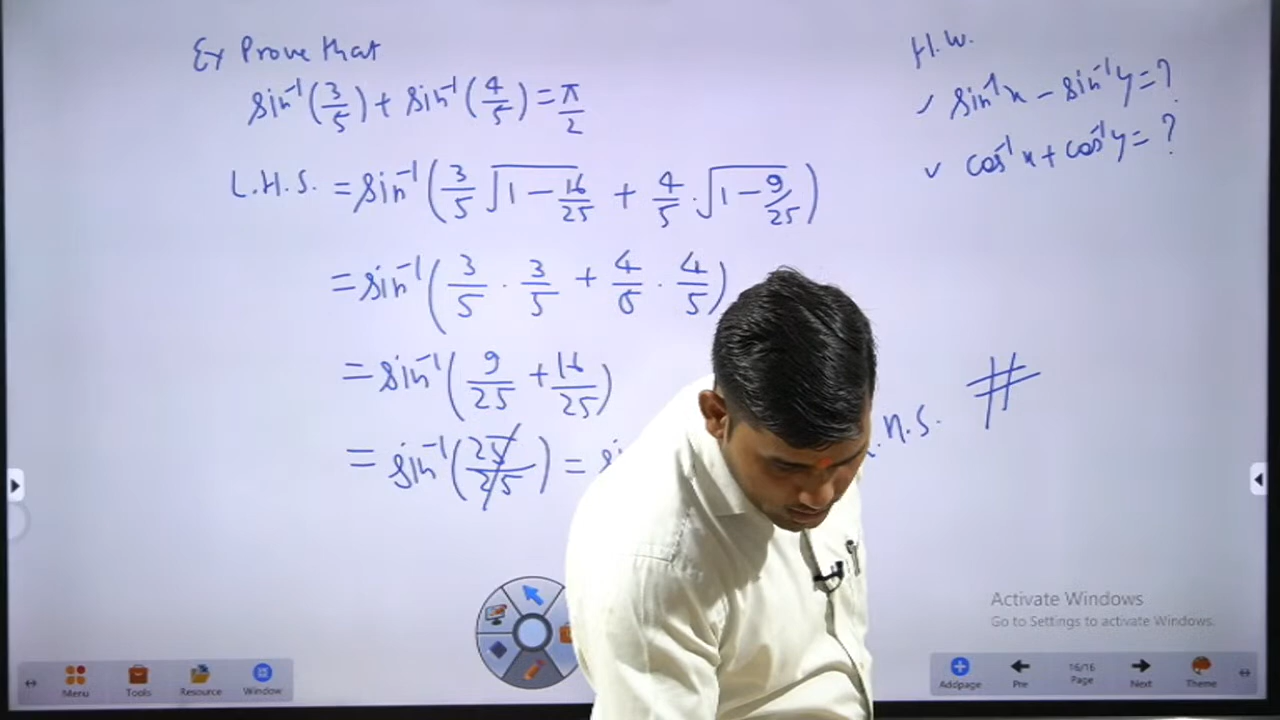 Ex Prove that
sin⁻¹(3/5) + sin⁻¹(4/5) = π/2
L.H.S. = sin⁻¹(3/5 √(1 − 16/25) + 4/5 · √(1 − 9/25))
= sin⁻¹(3/5 · 3/5 + 4/5 · 4/5)
= sin⁻¹(9/25 + 16/25)
= sin⁻¹(25/25) =
.H.S. #
H.W.
✓ sin⁻¹x − sin⁻¹y = ?
✓ cos⁻¹x + cos⁻¹y = ?
Activate Windows
Go to Settings to activate Windows.
Menu Tools Resource Window
Addpage Pre 16/16 Page Next Theme